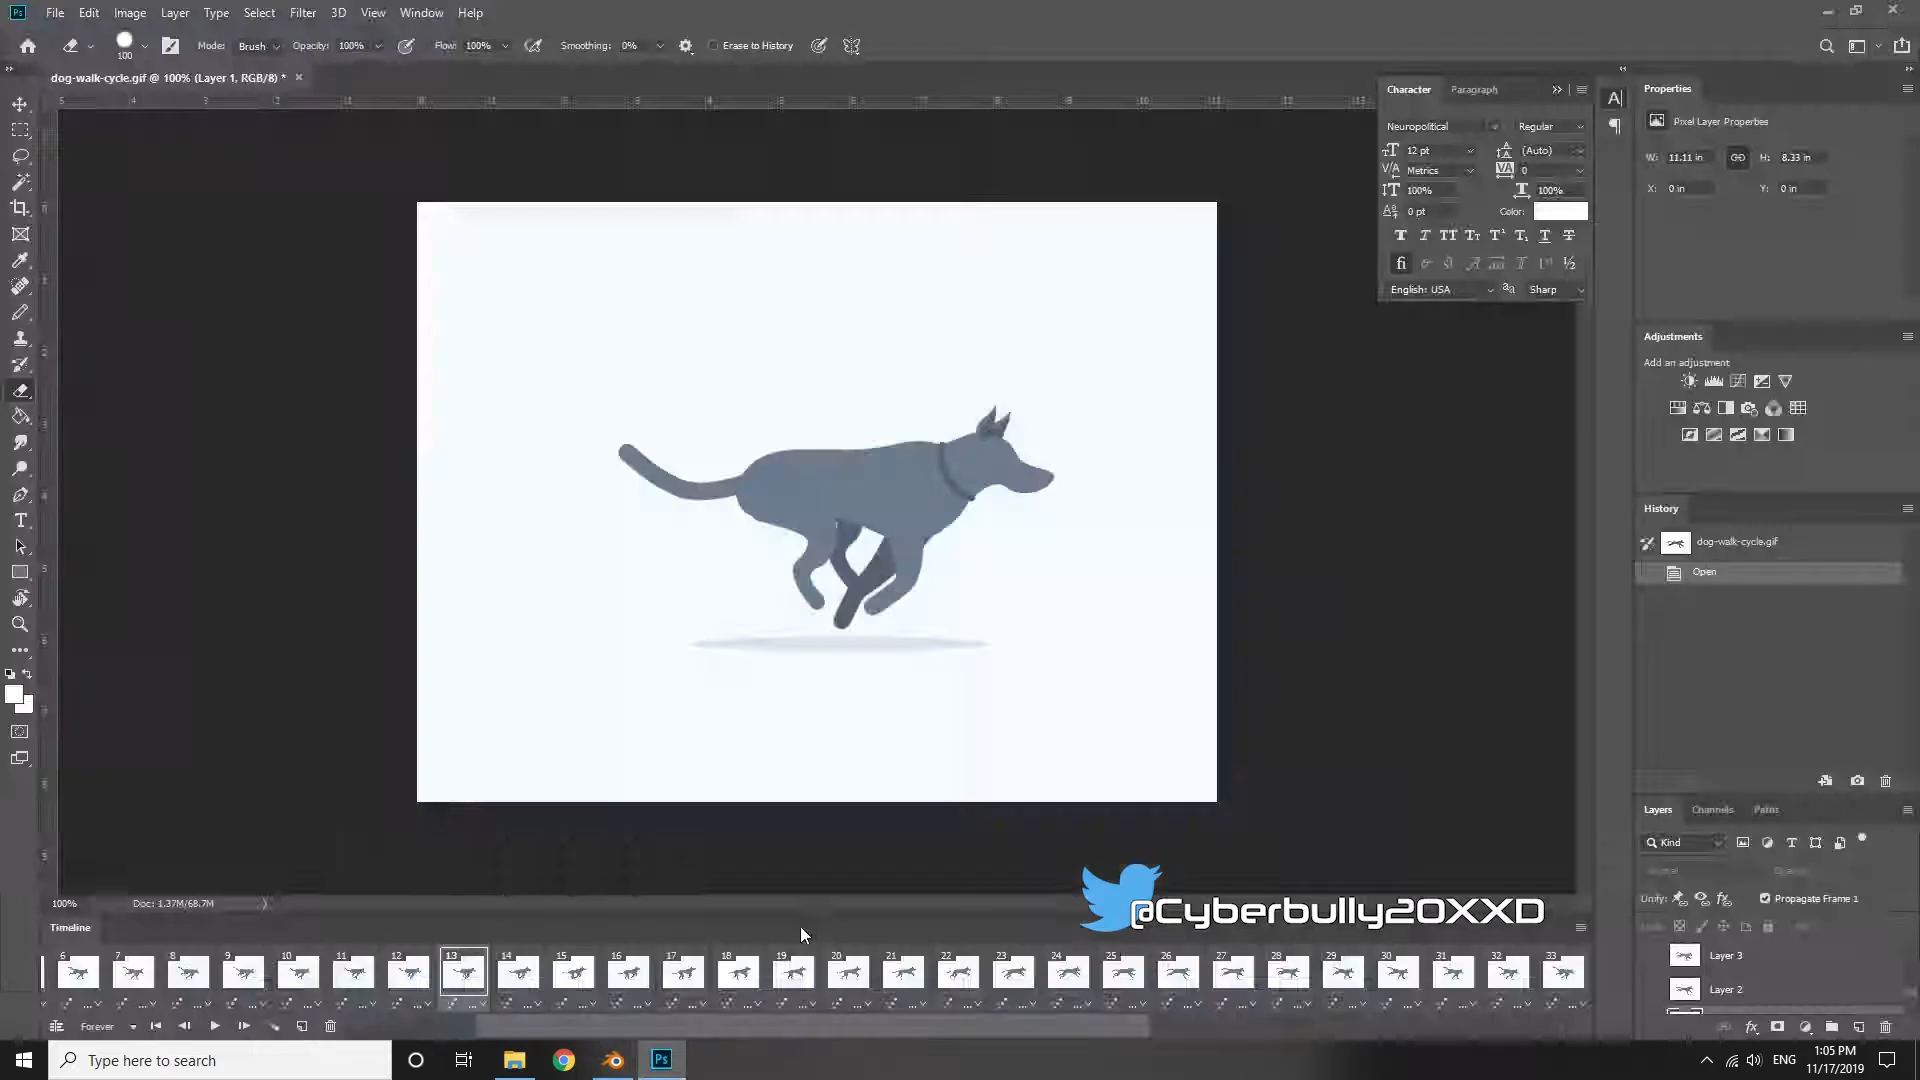 Ps File Edit Image Layer Type Select Filter 3D View Window Help
100 Mode: Brush Opacity: 100% Flow: 100% Smoothing: 0% Erase to History
dog-walk-cycle.gif @ 100% (Layer 1, RGB/8) *
Character Paragraph
Neuropolitical Regular
12 pt (Auto)
Metrics 0
100% 100%
0 pt Color:
English: USA Sharp
Properties
Pixel Layer Properties
W: 11.11 in H: 8.33 in
X: 0 in Y: 0 in
Adjustments
Add an adjustment
History
dog-walk-cycle.gif
Open
Layers Channels Paths
Kind
Normal Opacity:
Unify: Propagate Frame 1
Layer 3
Layer 2
100% Doc: 1.37M/68.7M
@Cyberbully20XXD
Timeline
6 7 8 9 10 11 12 13 14 15 16 17 18 19 20 21 22 23 24 25 26 27 28 29 30 31 32 33
Forever
Type here to search
Ps
ENG
1:05 PM
11/17/2019